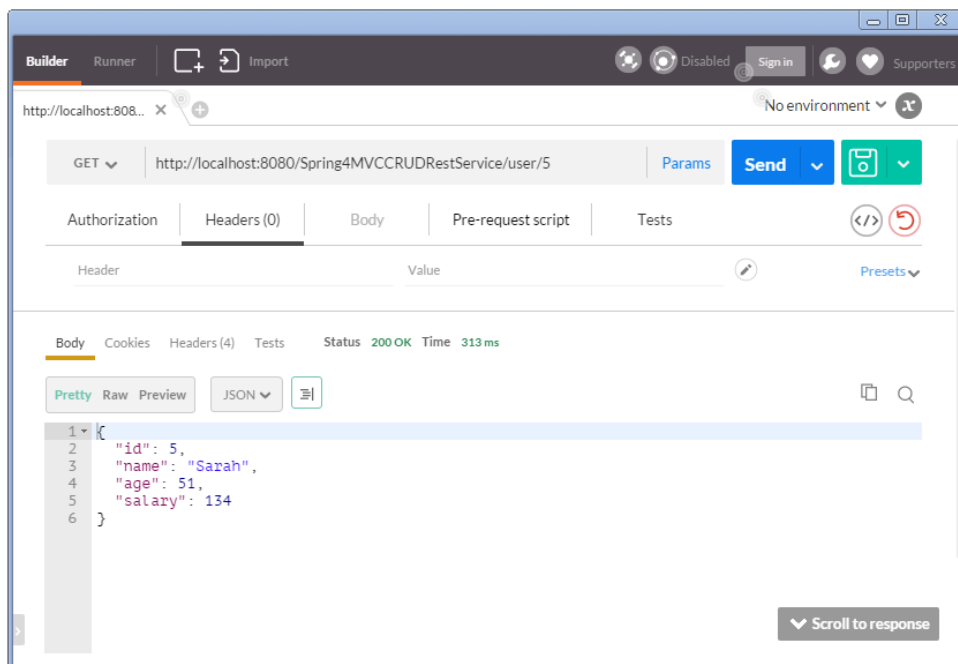 Builder Runner Import Disabled Sign in Supporters
http://localhost:808... No environment
GET http://localhost:8080/Spring4MVCCRUDRestService/user/5 Params Send
Authorization Headers (0) Body Pre-request script Tests
Header Value Presets
Body Cookies Headers (4) Tests Status 200 OK Time 313 ms
Pretty Raw Preview JSON
1 {
2 "id": 5,
3 "name": "Sarah",
4 "age": 51,
5 "salary": 134
6 }
Scroll to response